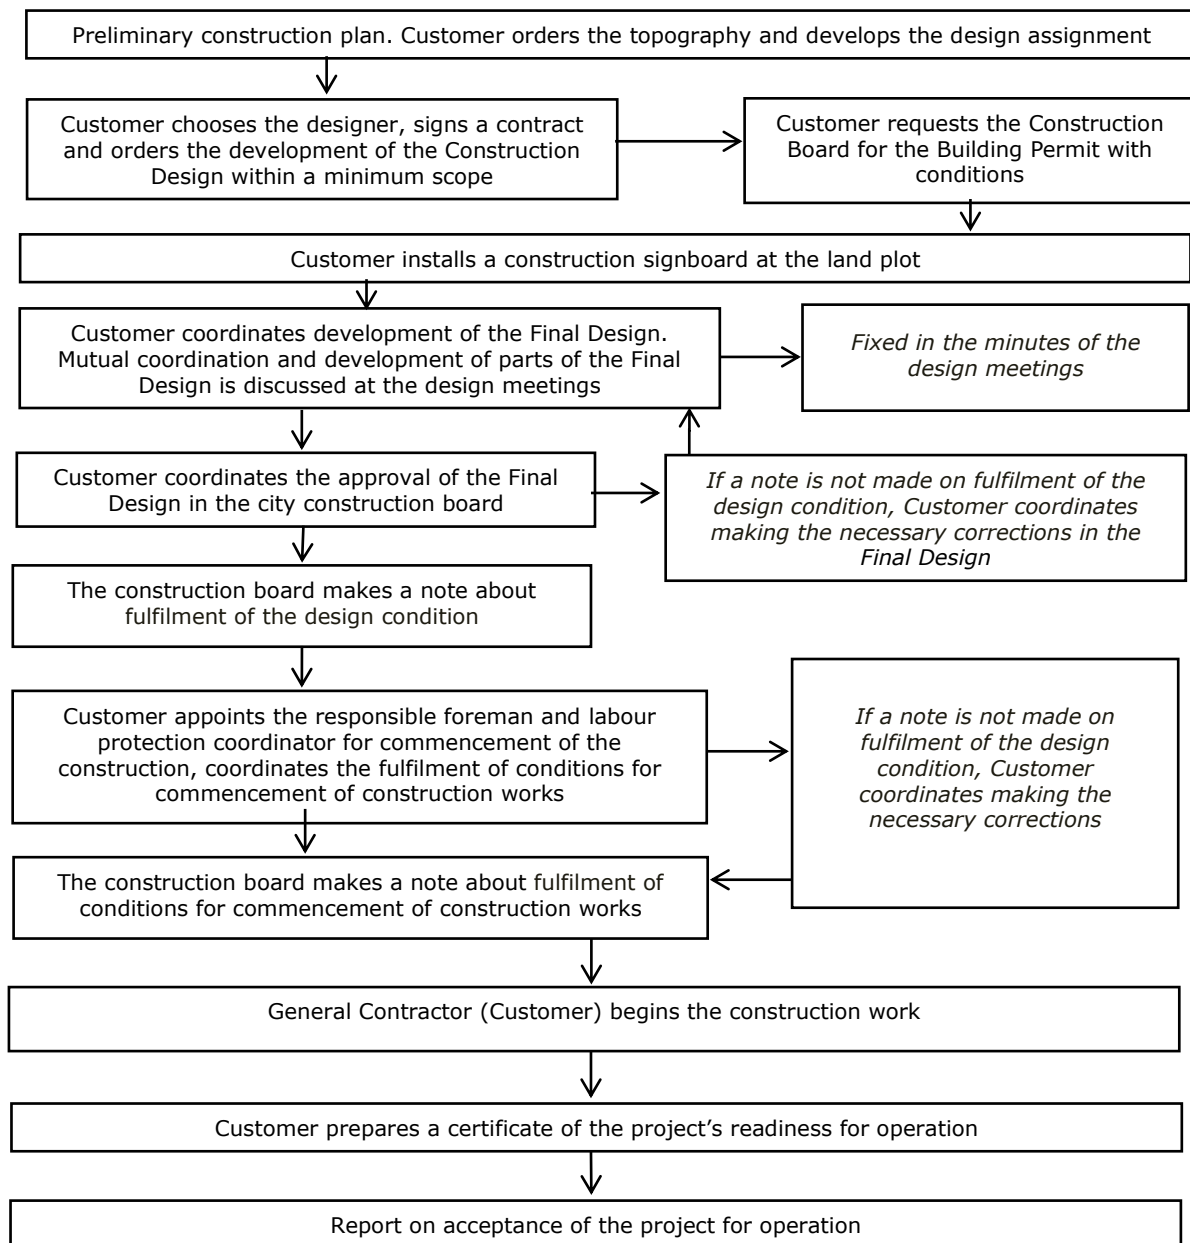 Preliminary construction plan. Customer orders the topography and develops the design assignment
Customer chooses the designer, signs a contract
and orders the development of the Construction
Design within a minimum scope
Customer requests the Construction
Board for the Building Permit with
conditions
Customer installs a construction signboard at the land plot
Customer coordinates development of the Final Design.
Mutual coordination and development of parts of the Final
Design is discussed at the design meetings
Fixed in the minutes of the
design meetings
Customer coordinates the approval of the Final
Design in the city construction board
If a note is not made on fulfilment of the
design condition, Customer coordinates
making the necessary corrections in the
Final Design
The construction board makes a note about
fulfilment of the design condition
Customer appoints the responsible foreman and labour
protection coordinator for commencement of the
construction, coordinates the fulfilment of conditions for
commencement of construction works
If a note is not made on
fulfilment of the design
condition, Customer
coordinates making the
necessary corrections
The construction board makes a note about fulfilment of
conditions for commencement of construction works
General Contractor (Customer) begins the construction work
Customer prepares a certificate of the project's readiness for operation
Report on acceptance of the project for operation